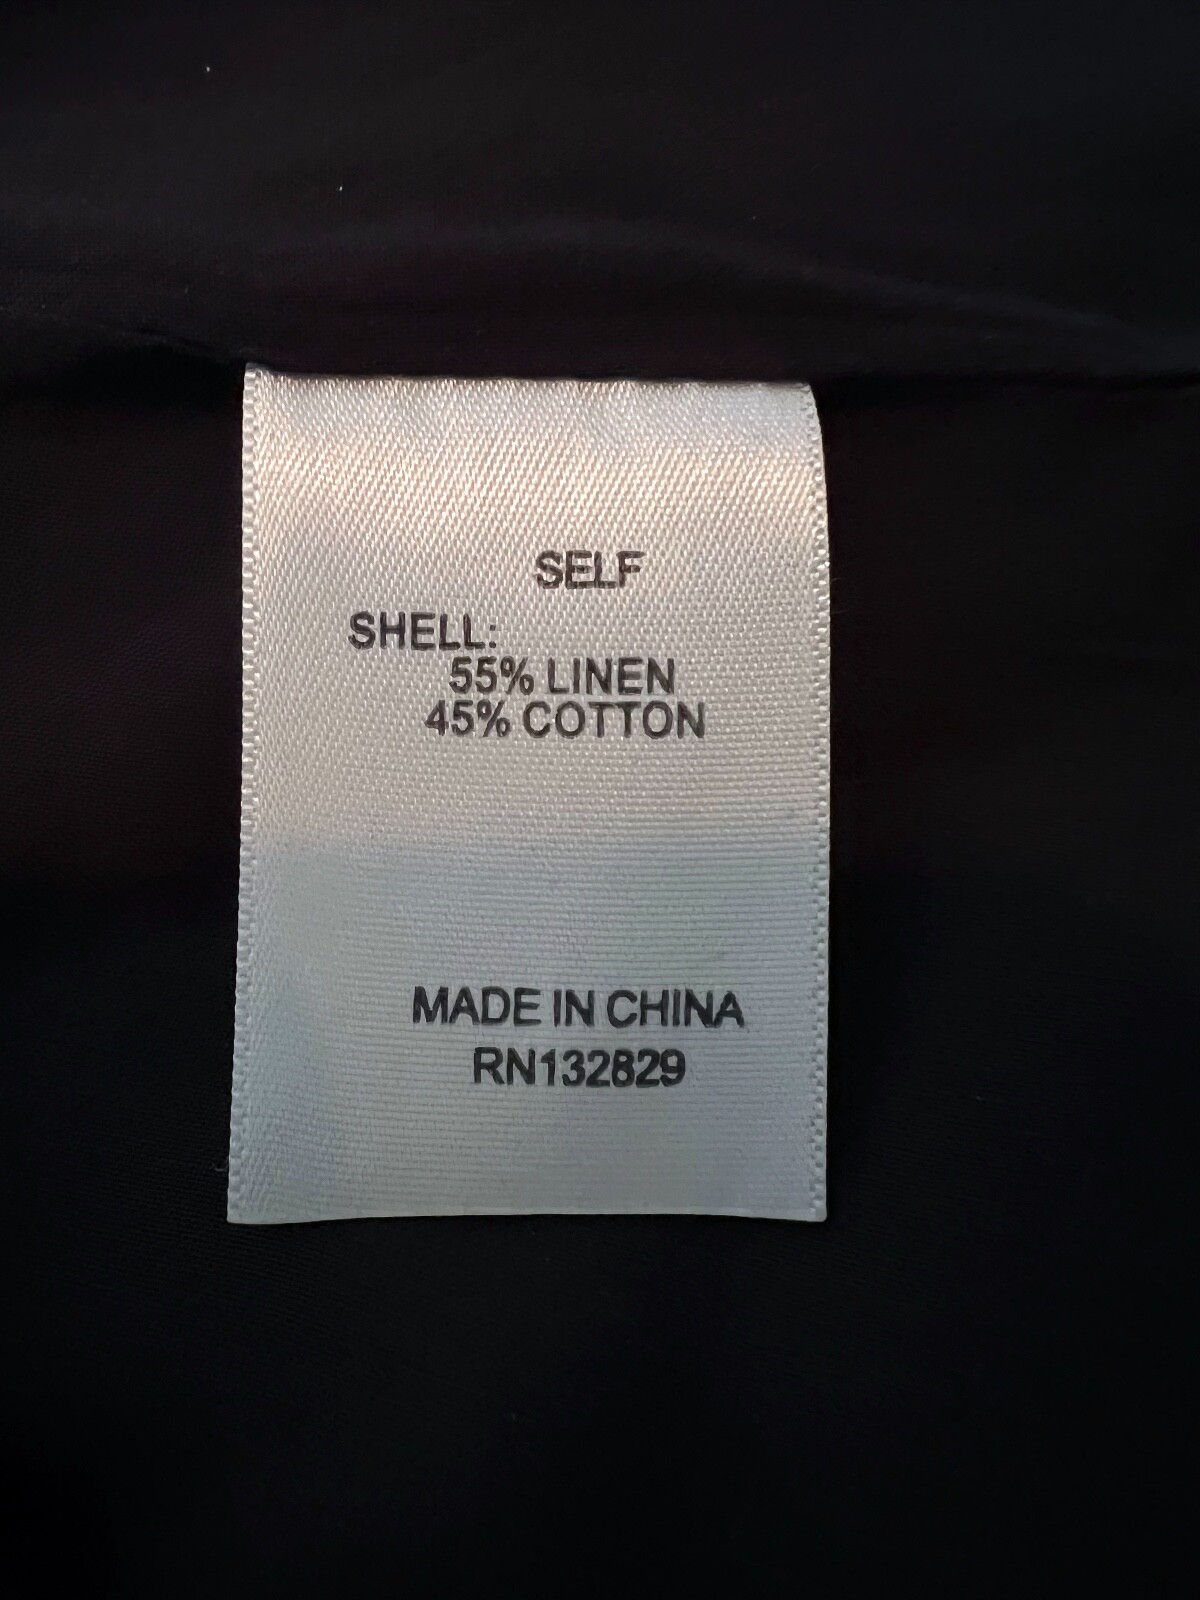 SELF
SHELL:
55% LINEN
45% COTTON
MADE IN CHINA
RN132829